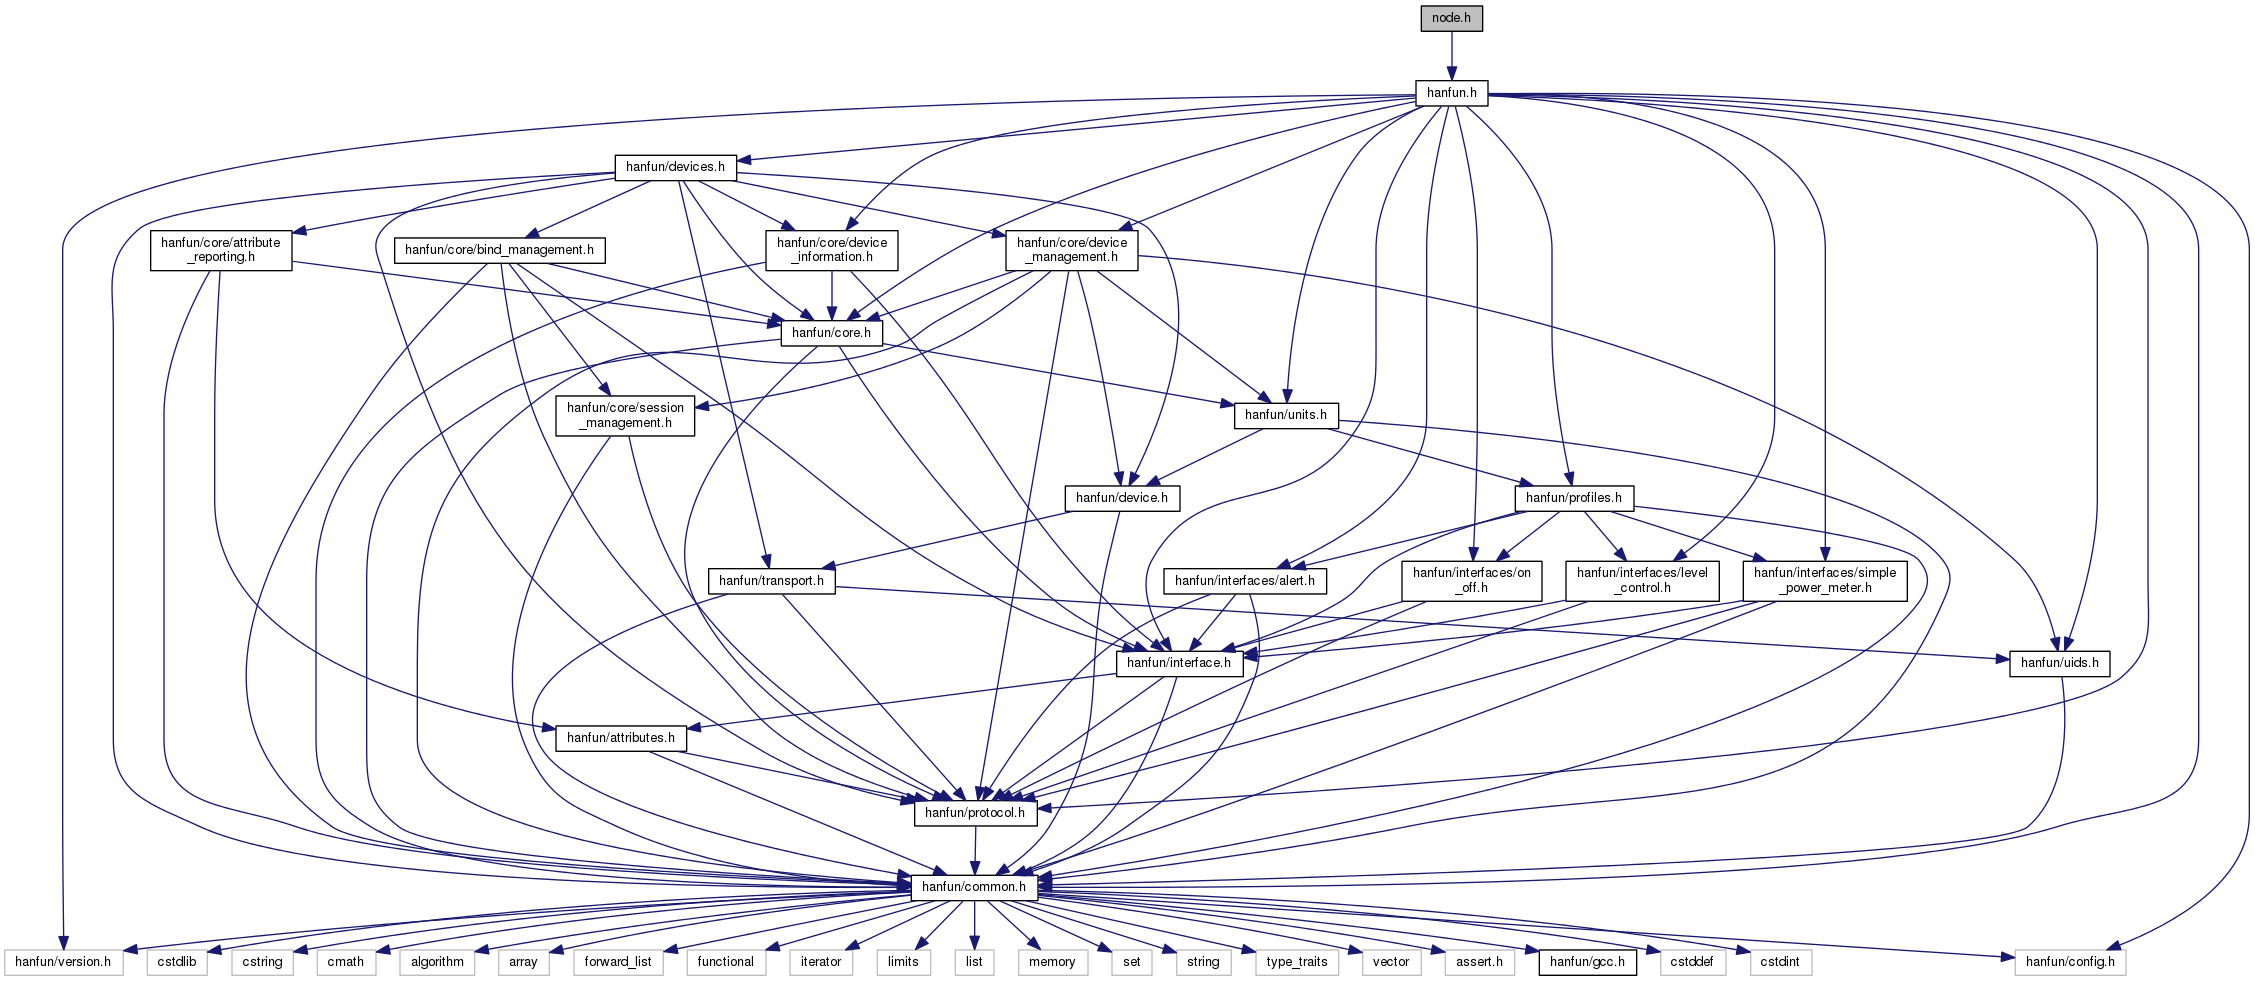 node.h
hanfun.h
hanfun/devices.h
hanfun/core/attribute
_reporting.h
hanfun/core/bind_management.h
hanfun/core/device
_information.h
hanfun/core/device
_management.h
hanfun/core.h
hanfun/core/session
_management.h
hanfun/units.h
hanfun/device.h
hanfun/profiles.h
hanfun/transport.h
hanfun/interfaces/alert.h
hanfun/interfaces/on
_off.h
hanfun/interfaces/level
_control.h
hanfun/interfaces/simple
_power_meter.h
hanfun/interface.h
hanfun/uids.h
hanfun/attributes.h
hanfun/protocol.h
hanfun/common.h
hanfun/version.h
cstdlib
cstring
cmath
algorithm
array
forward_list
functional
iterator
limits
list
memory
set
string
type_traits
vector
assert.h
hanfun/gcc.h
cstddef
cstdint
hanfun/config.h